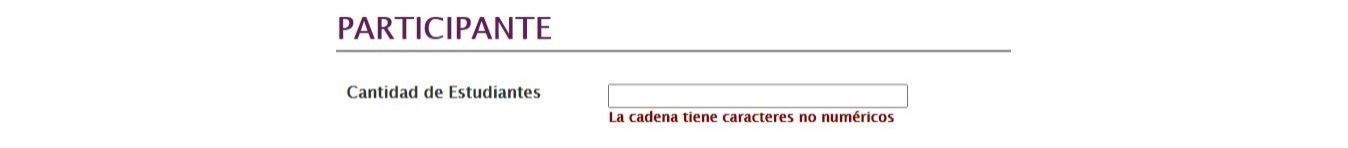 PARTICIPANTE
Cantidad de Estudiantes
La cadena tiene caracteres no numéricos